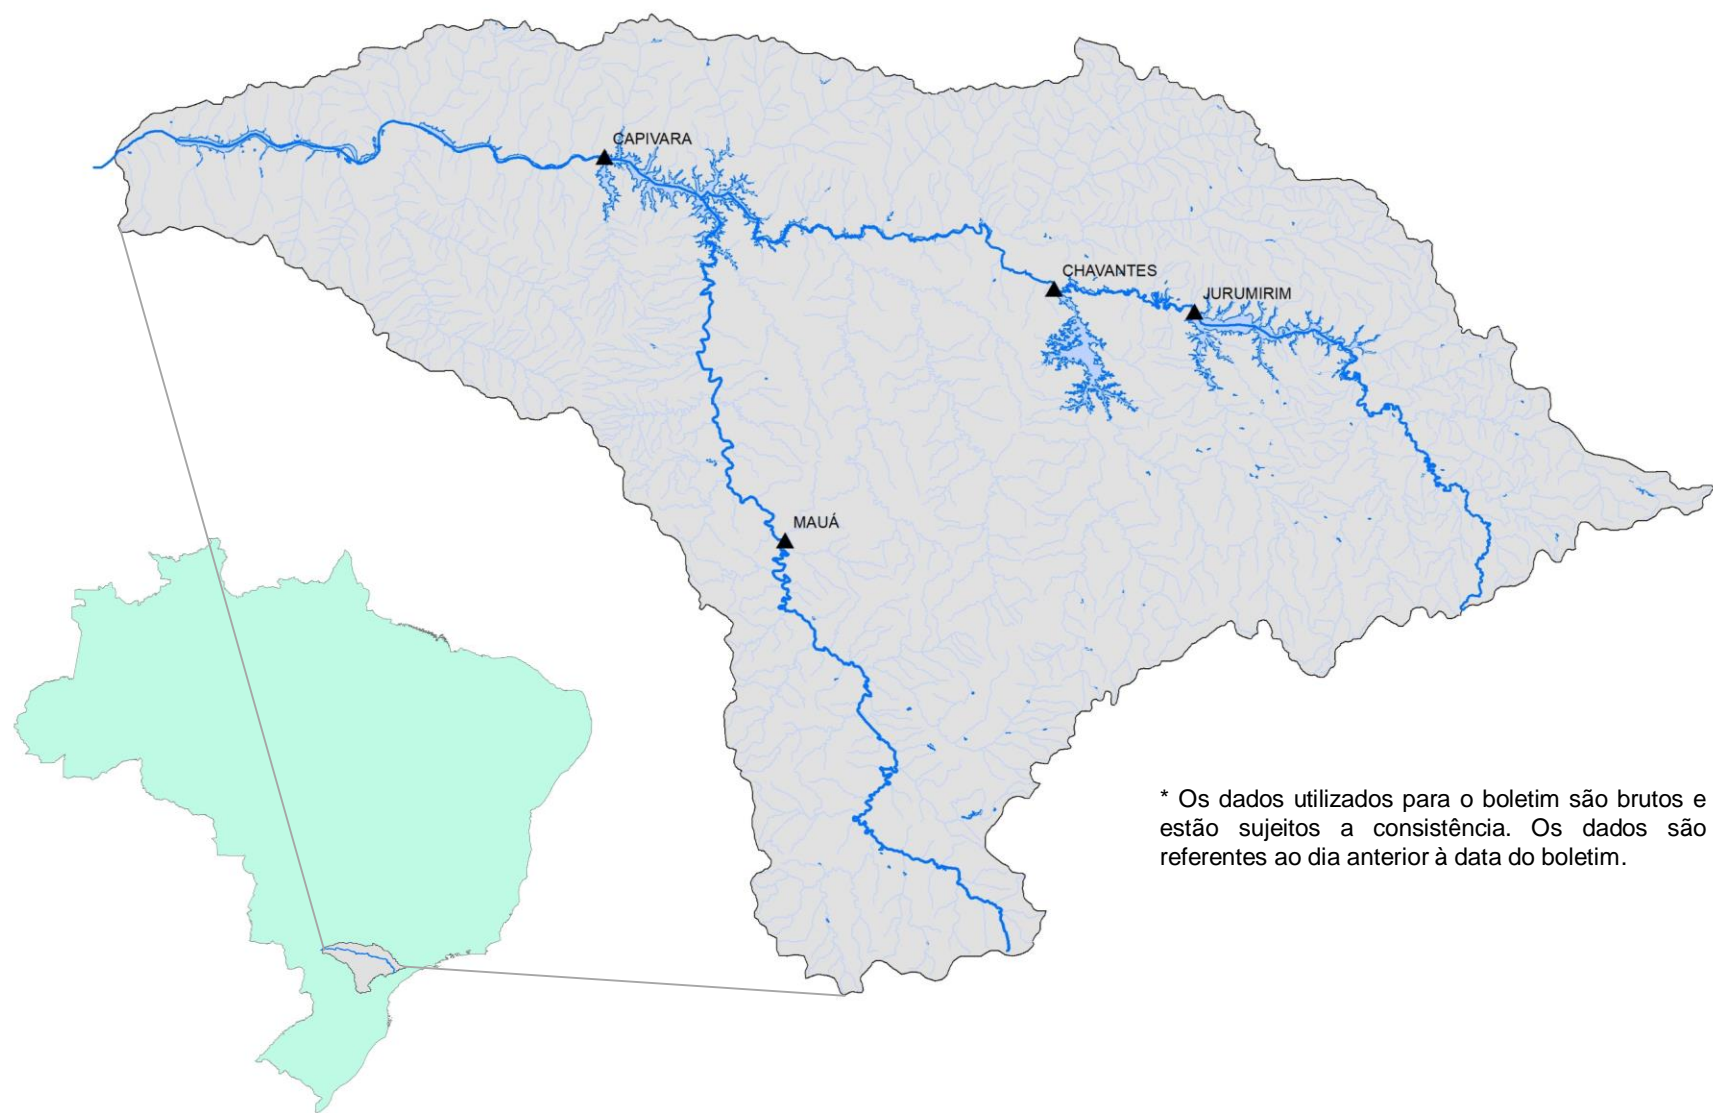 CAPIVARA
CHAVANTES
JURUMIRIM
MAUÁ
* Os dados utilizados para o boletim são brutos e
estão sujeitos a consistência. Os dados são
referentes ao dia anterior à data do boletim.